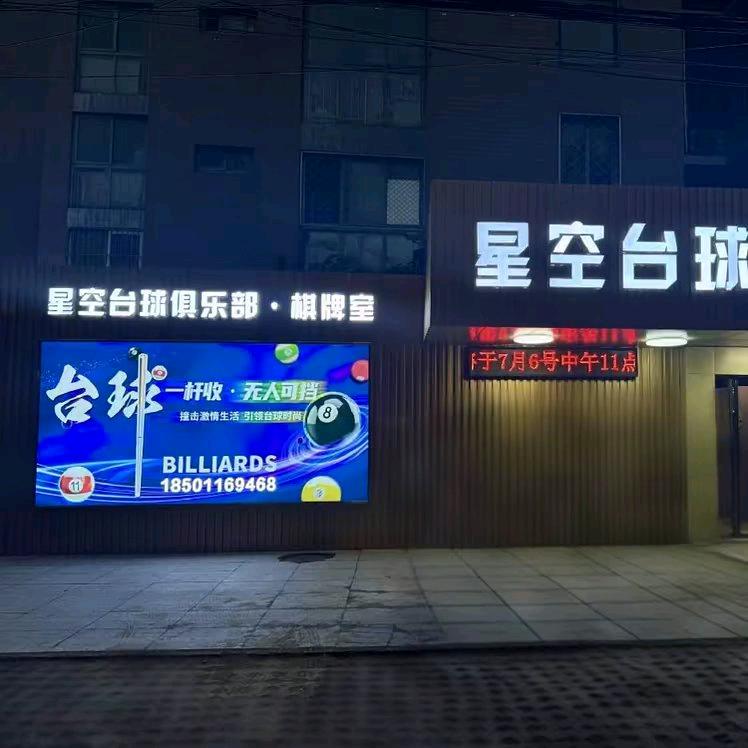 星空台球
星空台球俱乐部·棋牌室
于7月6号中午11点
台球
一杆收·无人可挡
撞击激情生活 引领台球时尚
8
BILLIARDS
18501169468
11